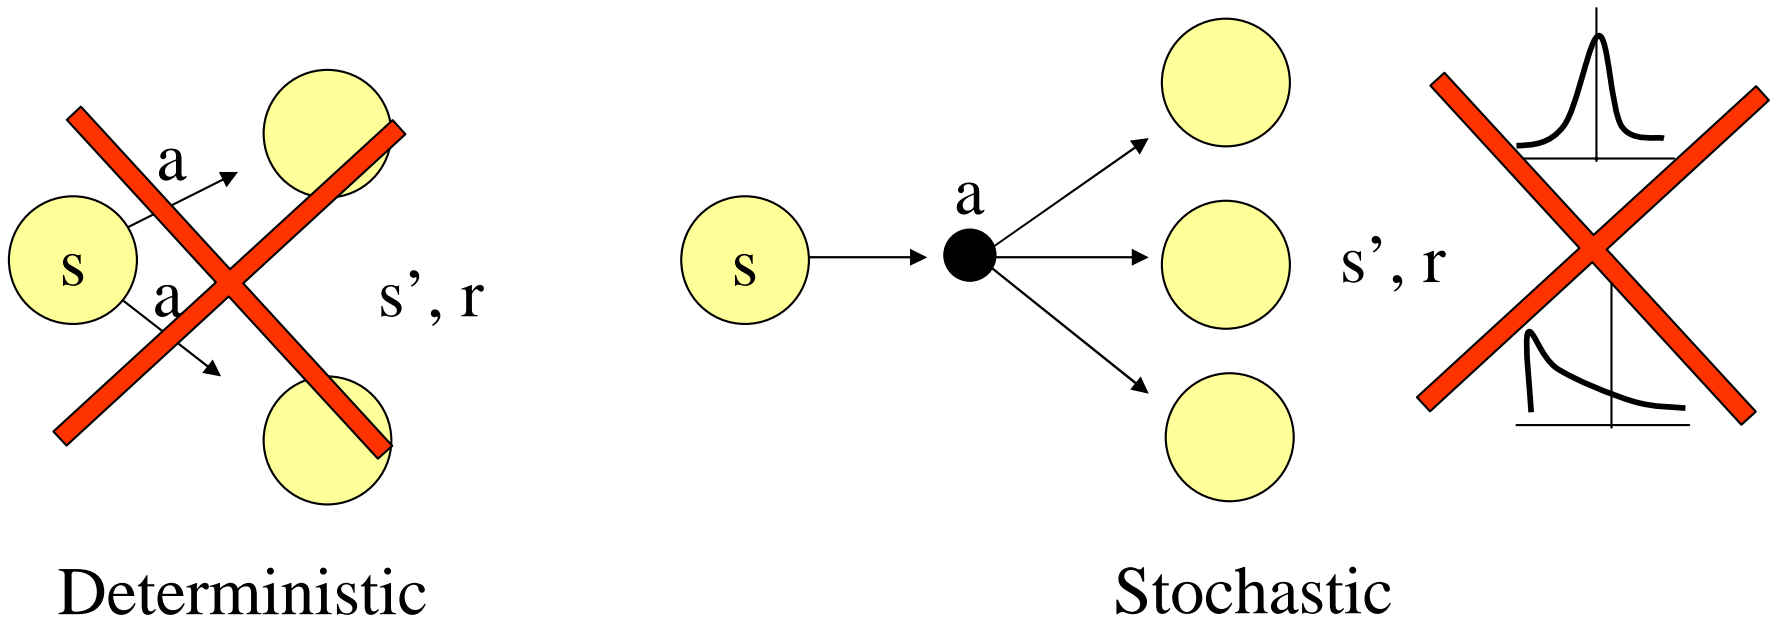 a
s
a
s’, r
Deterministic
s
a
s’, r
Stochastic